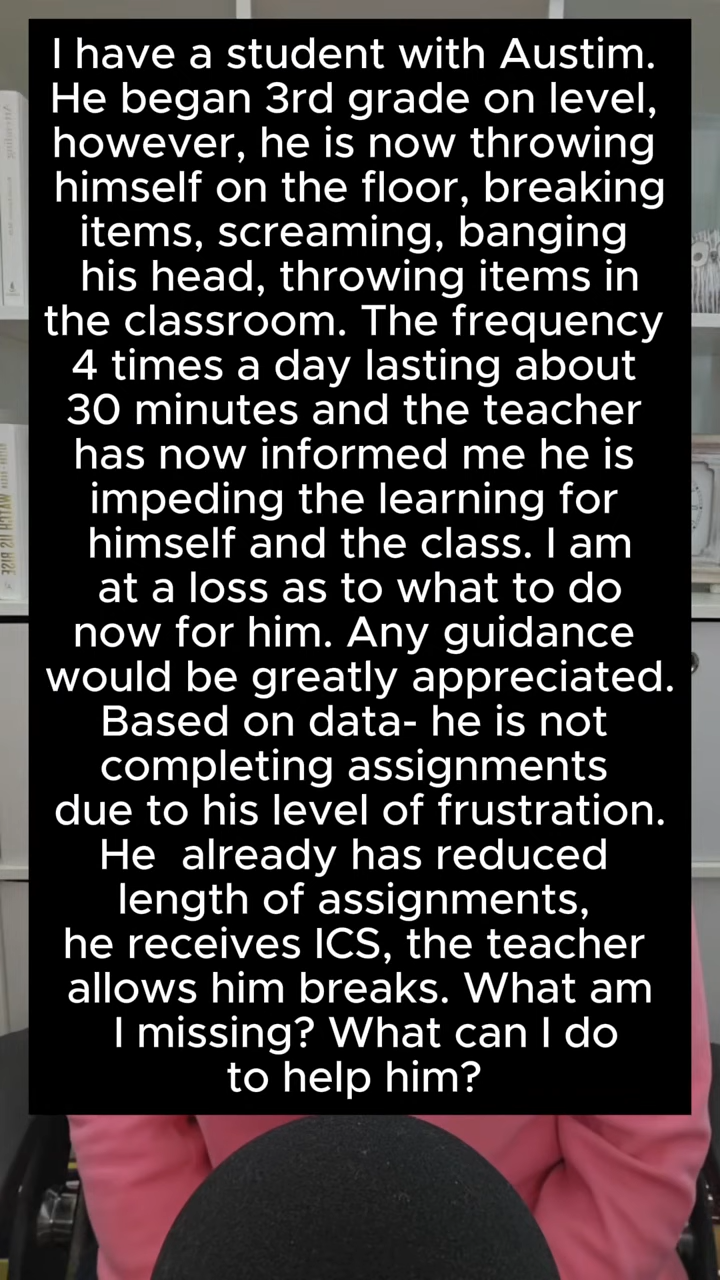 I have a student with Austim.
He began 3rd grade on level,
however, he is now throwing
himself on the floor, breaking
items, screaming, banging
his head, throwing items in
the classroom. The frequency
4 times a day lasting about
30 minutes and the teacher
has now informed me he is
impeding the learning for
himself and the class. I am
at a loss as to what to do
now for him. Any guidance
would be greatly appreciated.
Based on data- he is not
completing assignments
due to his level of frustration.
He  already has reduced
length of assignments,
he receives ICS, the teacher
allows him breaks. What am
I missing? What can I do
to help him?